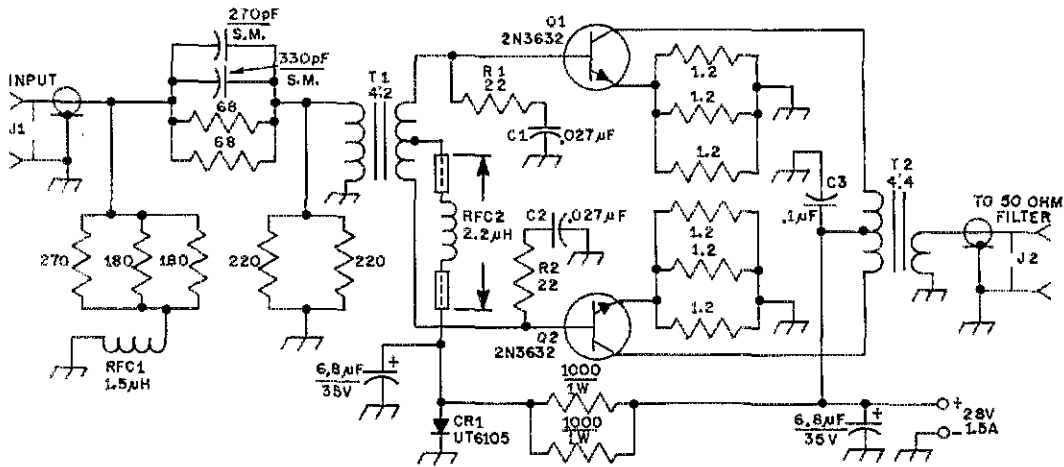 270pF
S.M.
330pF
S.M.
INPUT
J1
68
68
T1
4:2
R1
22
C1
.027µF
Q1
2N3632
1.2
1.2
1.2
C3
.1µF
T2
4:4
TO 50 OHM
FILTER
J2
270
180
180
RFC1
1.5µH
220
220
RFC2
2.2µH
C2
.027µF
R2
22
1.2
1.2
1.2
Q2
2N3632
6.8µF
35V
CR1
UT6105
1000
1W
1000
1W
6.8µF
35V
+
28V
1.5A
−
+
+